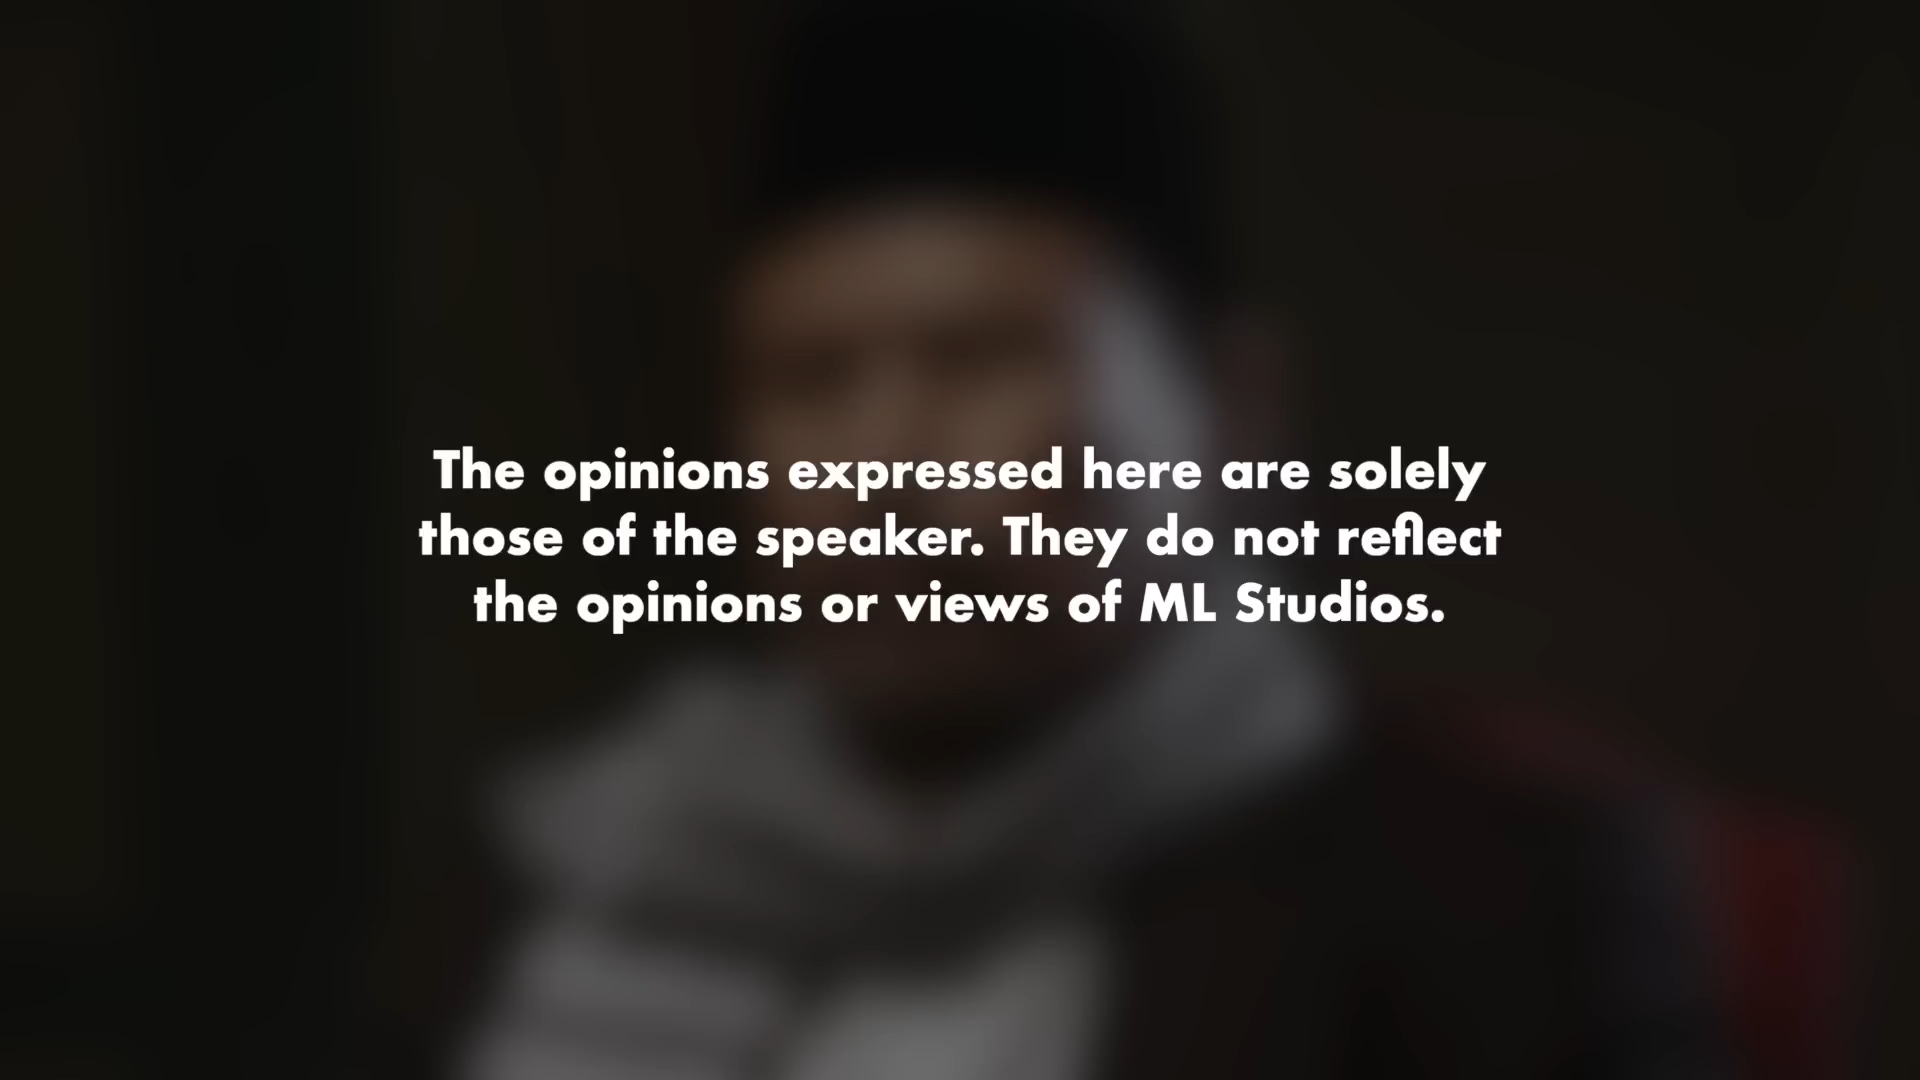 The opinions expressed here are solely
those of the speaker. They do not reflect
the opinions or views of ML Studios.